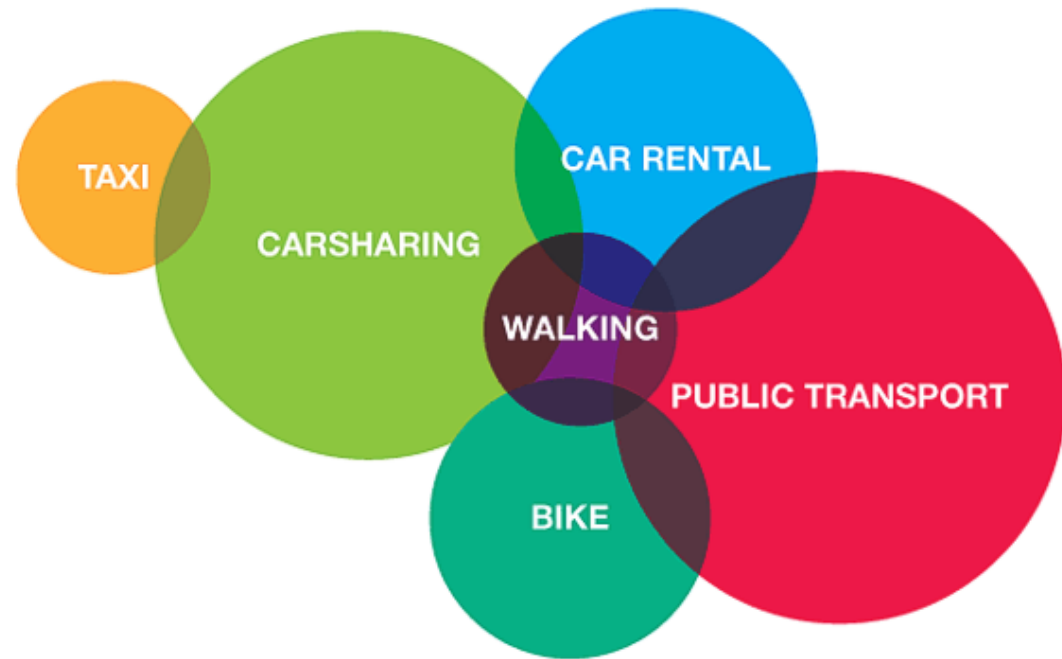 TAXI
CARSHARING
CAR RENTAL
WALKING
PUBLIC TRANSPORT
BIKE